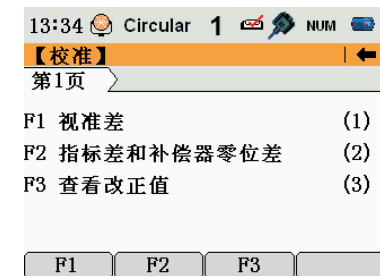 13:34 Circular 1 NUM
【校准】
第1页
F1 视准差 (1)
F2 指标差和补偿器零位差 (2)
F3 查看改正值 (3)
F1 F2 F3